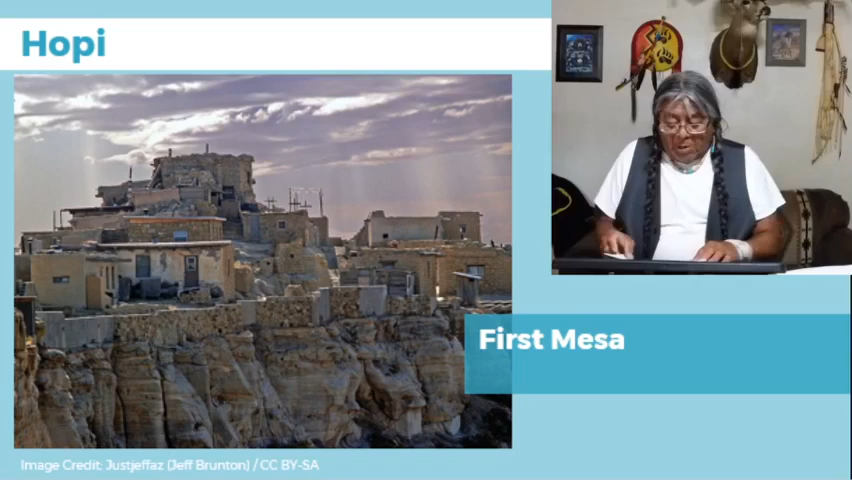 Hopi
First Mesa
Image Credit: Justjeffaz (Jeff Brunton) / CC BY-SA